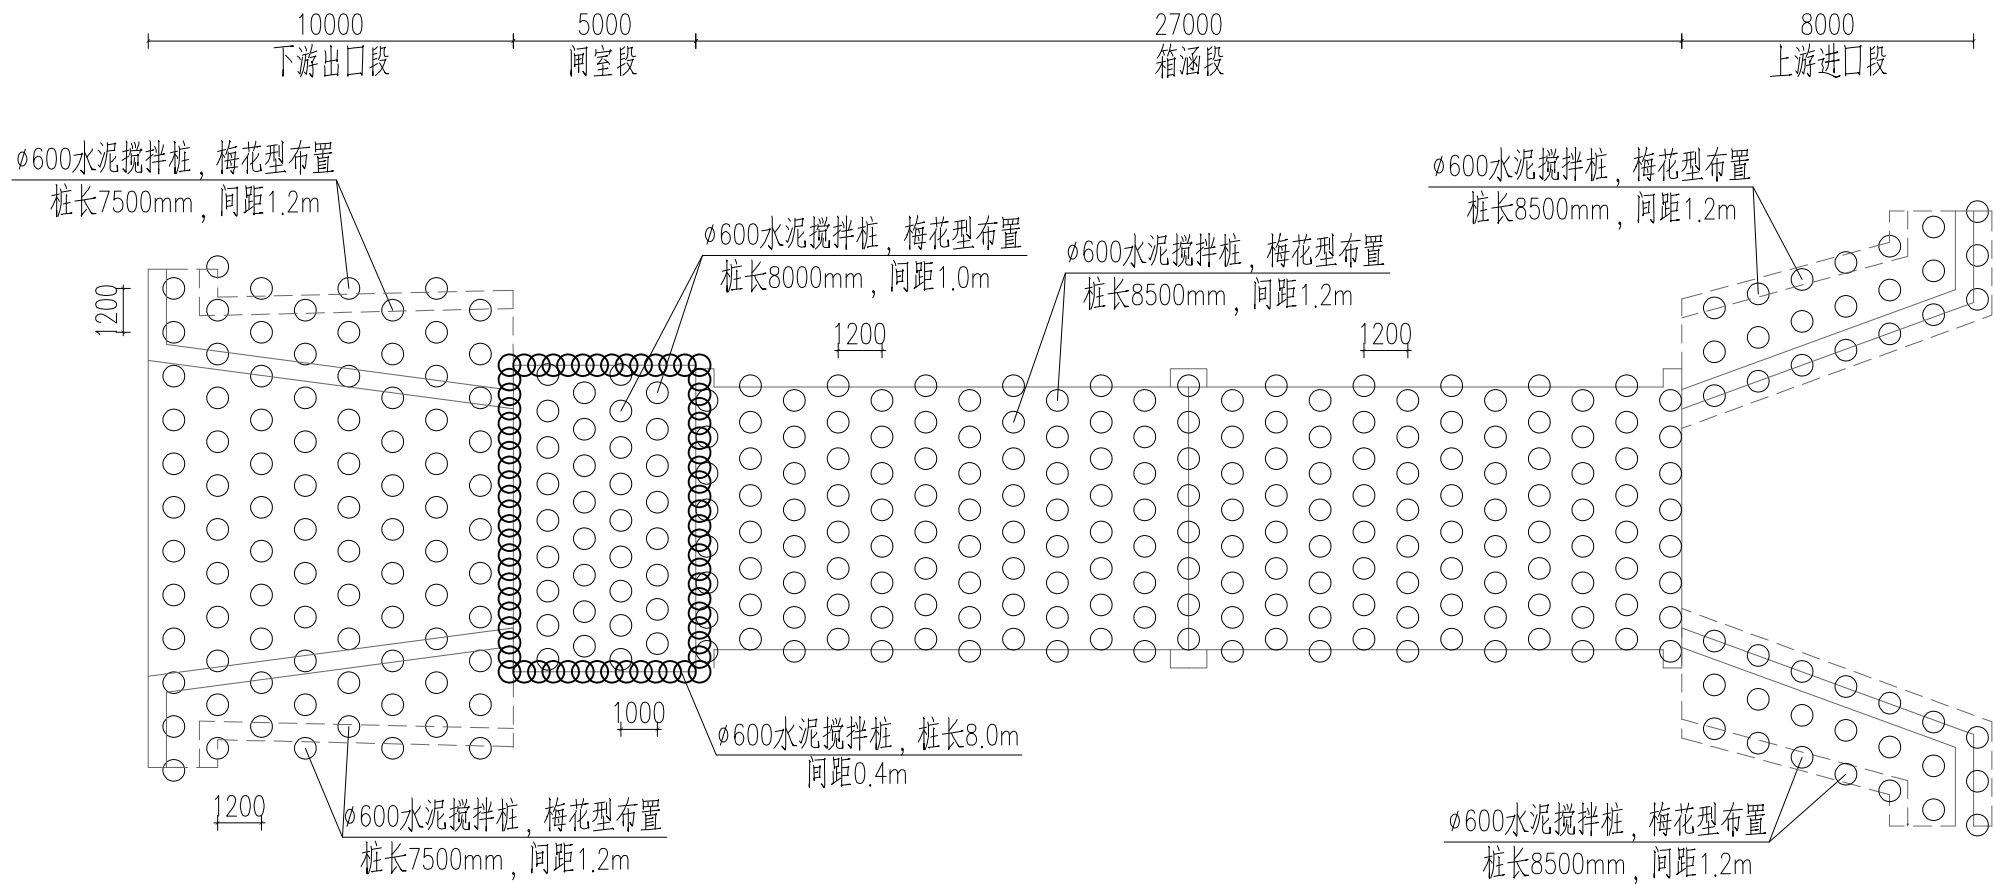 10000
5000
27000
8000
下游出口段
闸室段
箱涵段
上游进口段
ø600水泥搅拌桩，梅花型布置
桩长7500mm，间距1.2m
ø600水泥搅拌桩，梅花型布置
桩长8500mm，间距1.2m
ø600水泥搅拌桩，梅花型布置
桩长8000mm，间距1.0m
ø600水泥搅拌桩，梅花型布置
桩长8500mm，间距1.2m
1200
1200
1200
1000
ø600水泥搅拌桩，桩长8.0m
间距0.4m
1200
ø600水泥搅拌桩，梅花型布置
桩长7500mm，间距1.2m
ø600水泥搅拌桩，梅花型布置
桩长8500mm，间距1.2m